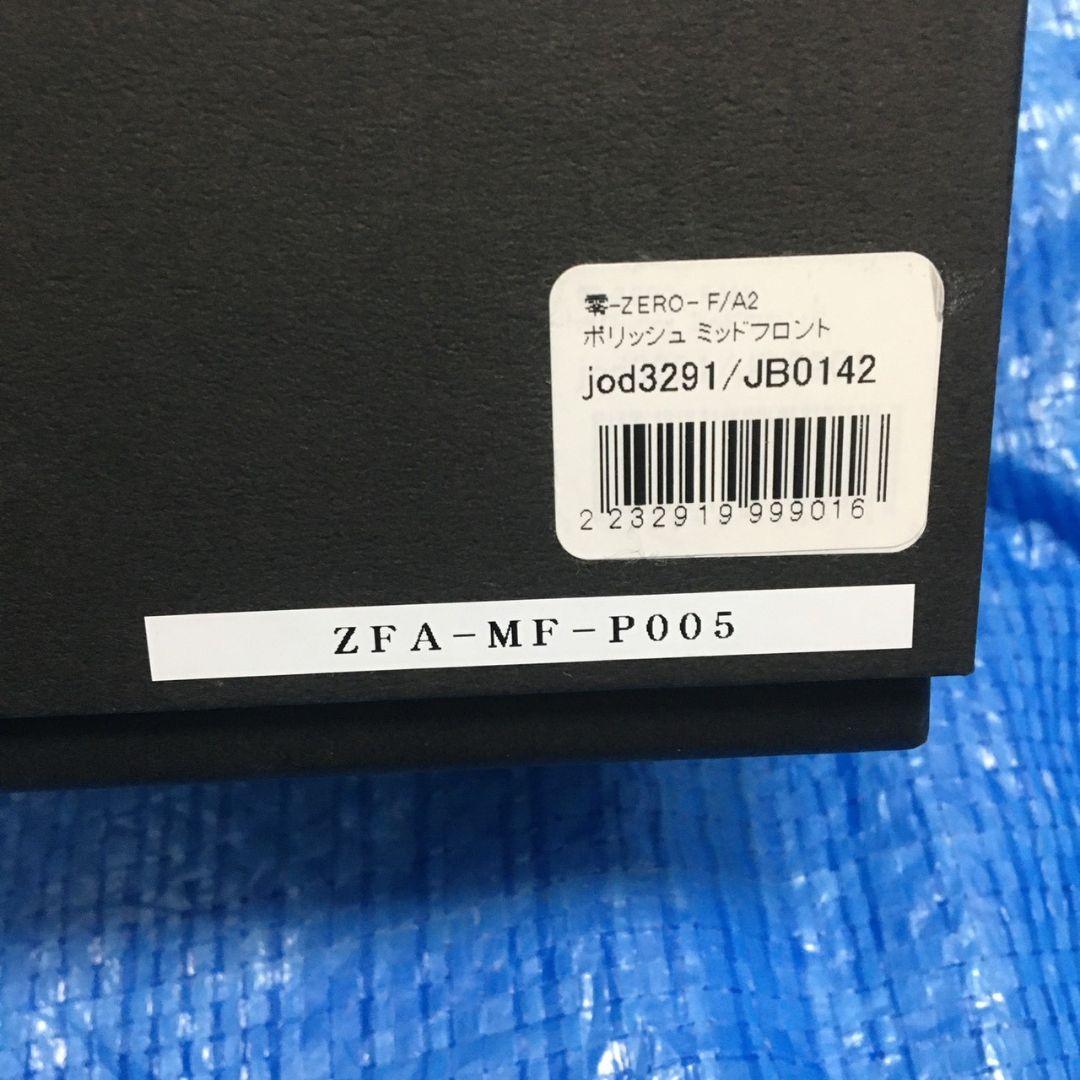 零-ZERO- F/A2
ポリッシュ ミッドフロント
jod3291/JB0142
2 232919 999016
ZFA-MF-P005